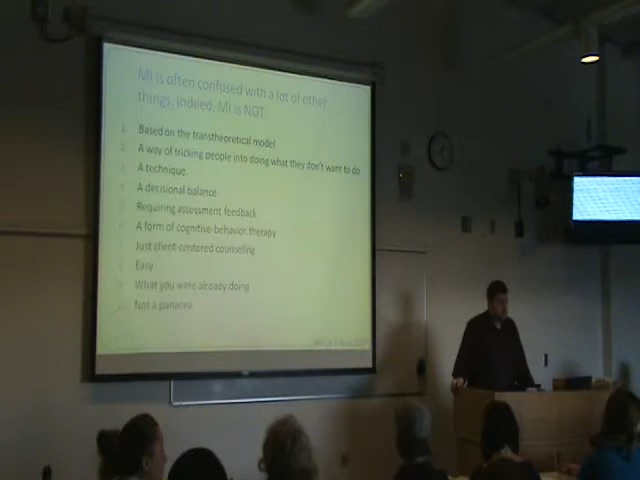 MI is often confused with a lot of other
things, indeed, MI is NOT:
1. Based on the transtheoretical model
2. A way of tricking people into doing what they don't want to do
A technique
A decisional balance
Requiring assessment feedback
A form of cognitive-behavior therapy
Just client-centered counseling
Easy
What you were already doing
Not a panacea